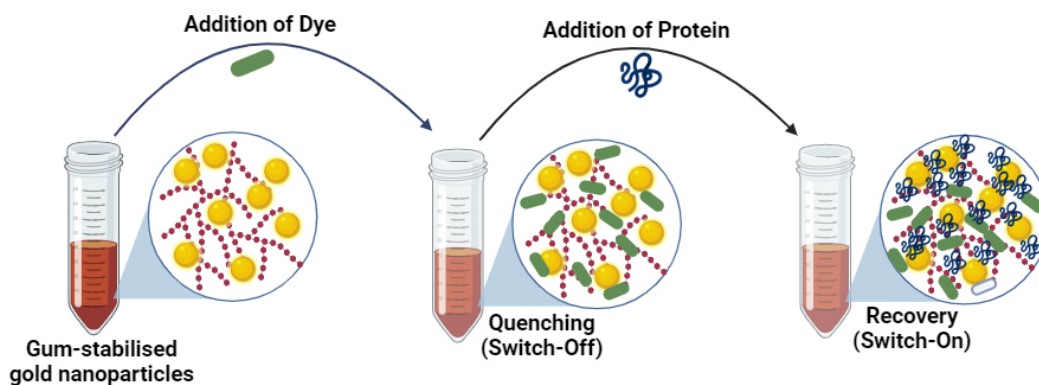 Addition of Dye
Addition of Protein
Gum-stabilised
gold nanoparticles
Quenching
(Switch-Off)
Recovery
(Switch-On)